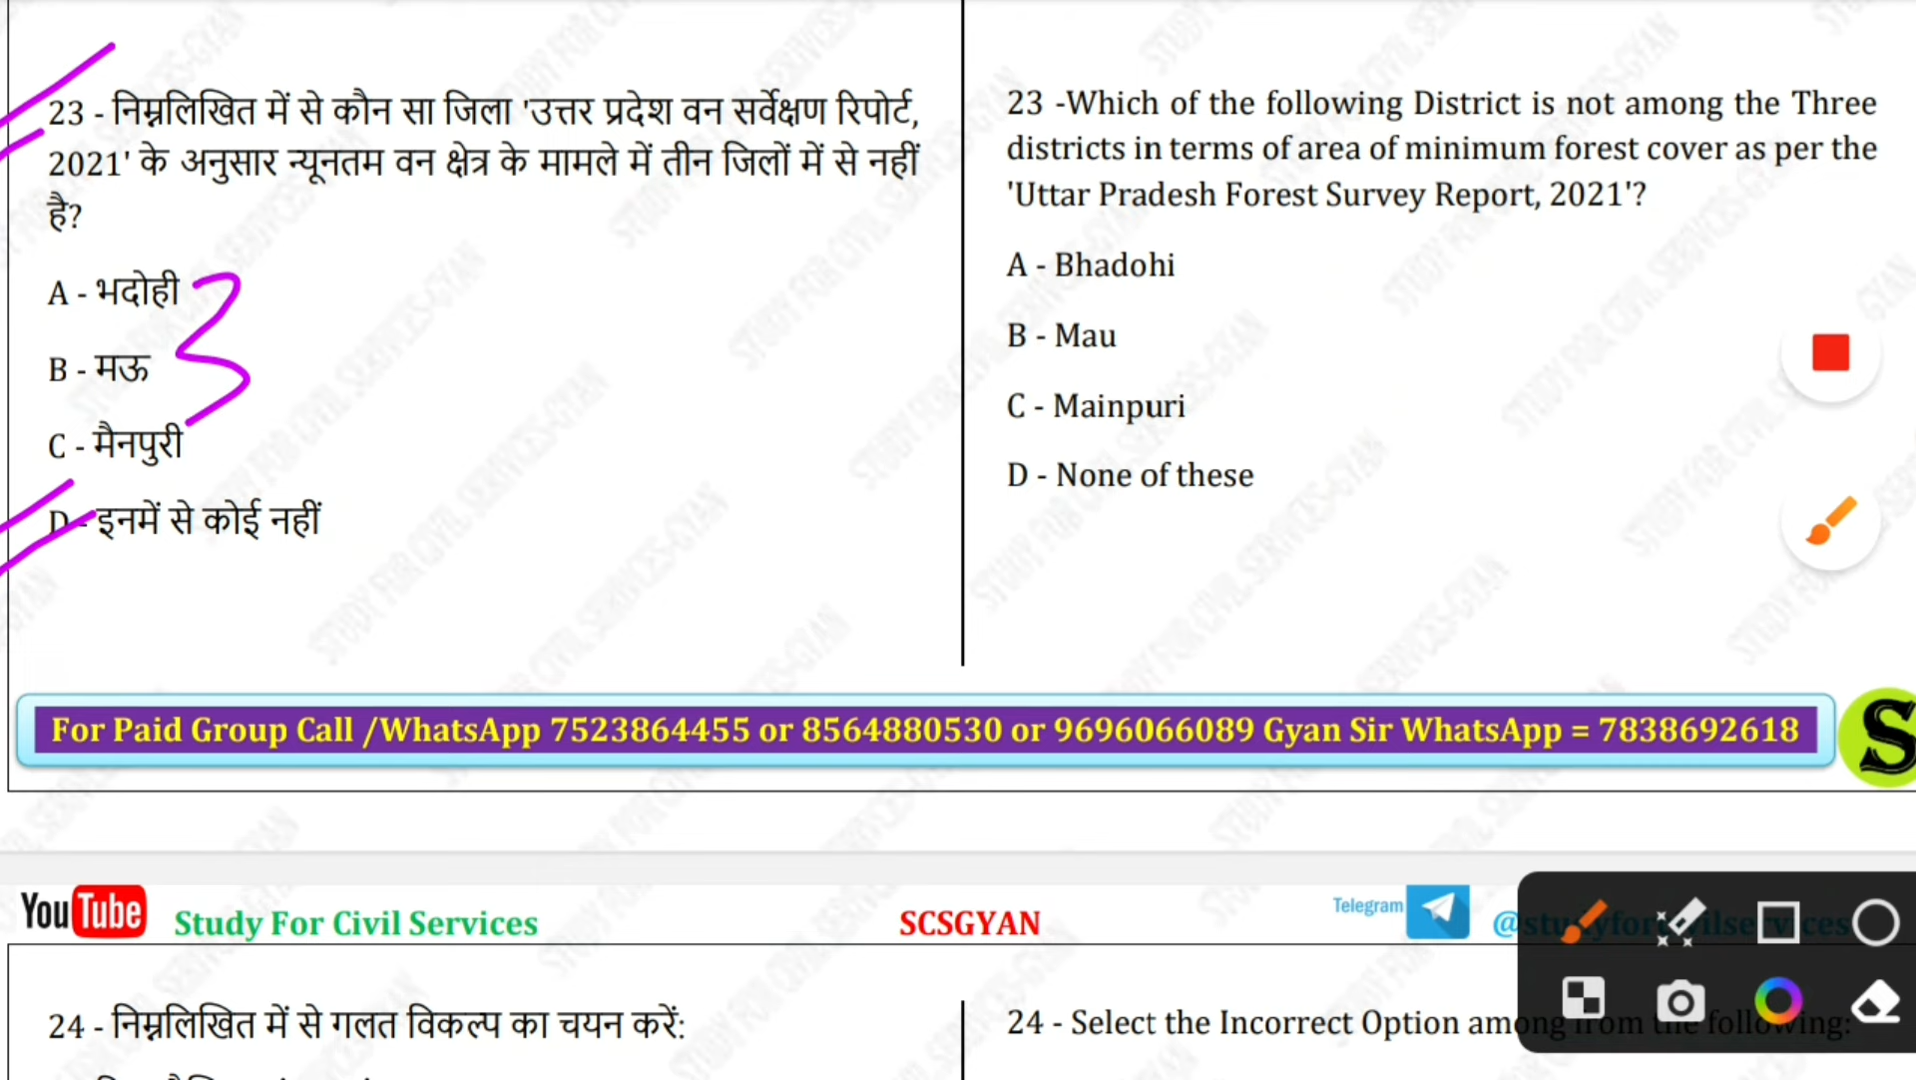 23 - निम्नलिखित में से कौन सा जिला 'उत्तर प्रदेश वन सर्वेक्षण रिपोर्ट,
2021' के अनुसार न्यूनतम वन क्षेत्र के मामले में तीन जिलों में से नहीं
है?
A - भदोही
B - मऊ
C - मैनपुरी
D - इनमें से कोई नहीं
23 -Which of the following District is not among the Three
districts in terms of area of minimum forest cover as per the
'Uttar Pradesh Forest Survey Report, 2021'?
A - Bhadohi
B - Mau
C - Mainpuri
D - None of these
For Paid Group Call /WhatsApp 7523864455 or 8564880530 or 9696066089 Gyan Sir WhatsApp = 7838692618
S
YouTube Study For Civil Services SCSGYAN Telegram @studyforcivilservices
24 - निम्नलिखित में से गलत विकल्प का चयन करें:
24 - Select the Incorrect Option among from the following: